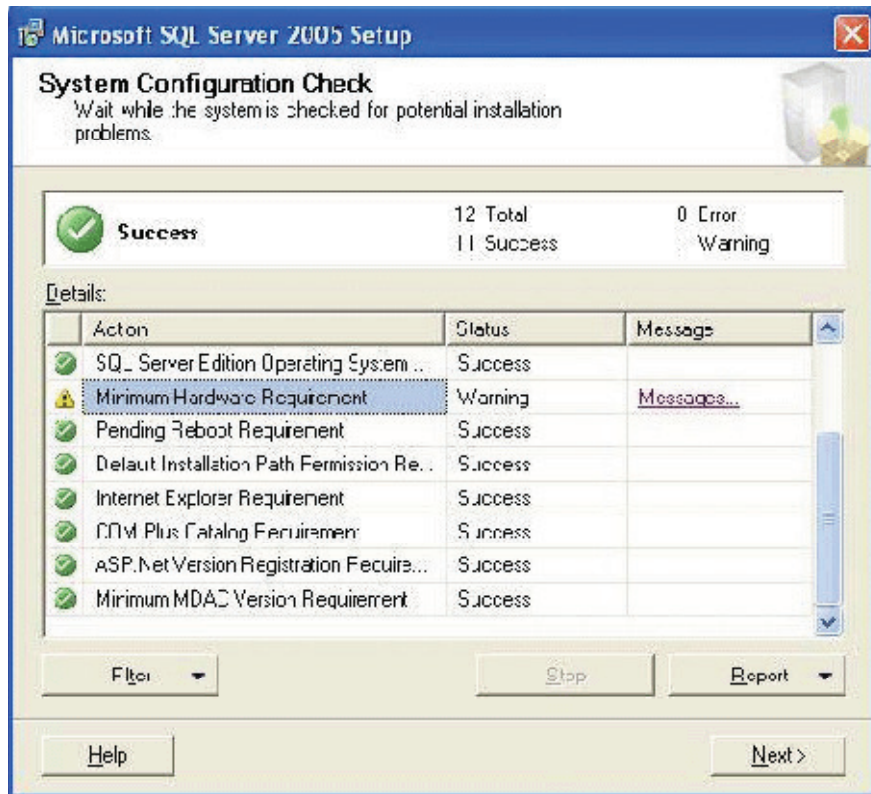 Microsoft SQL Server 2005 Setup
System Configuration Check
Wait while the system is checked for potential installation
problems.
Success
12 Total
0 Error
11 Success
Warning
Details:
Action Status Message
SQL Server Edition Operating System ... Success
Minimum Hardware Requirement Warning Messages...
Pending Reboot Requirement Success
Default Installation Path Permission Re... Success
Internet Explorer Requirement Success
COM Plus Catalog Requirement Success
ASP.Net Version Registration Require... Success
Minimum MDAC Version Requirement Success
Filter Stop Report
Help Next >